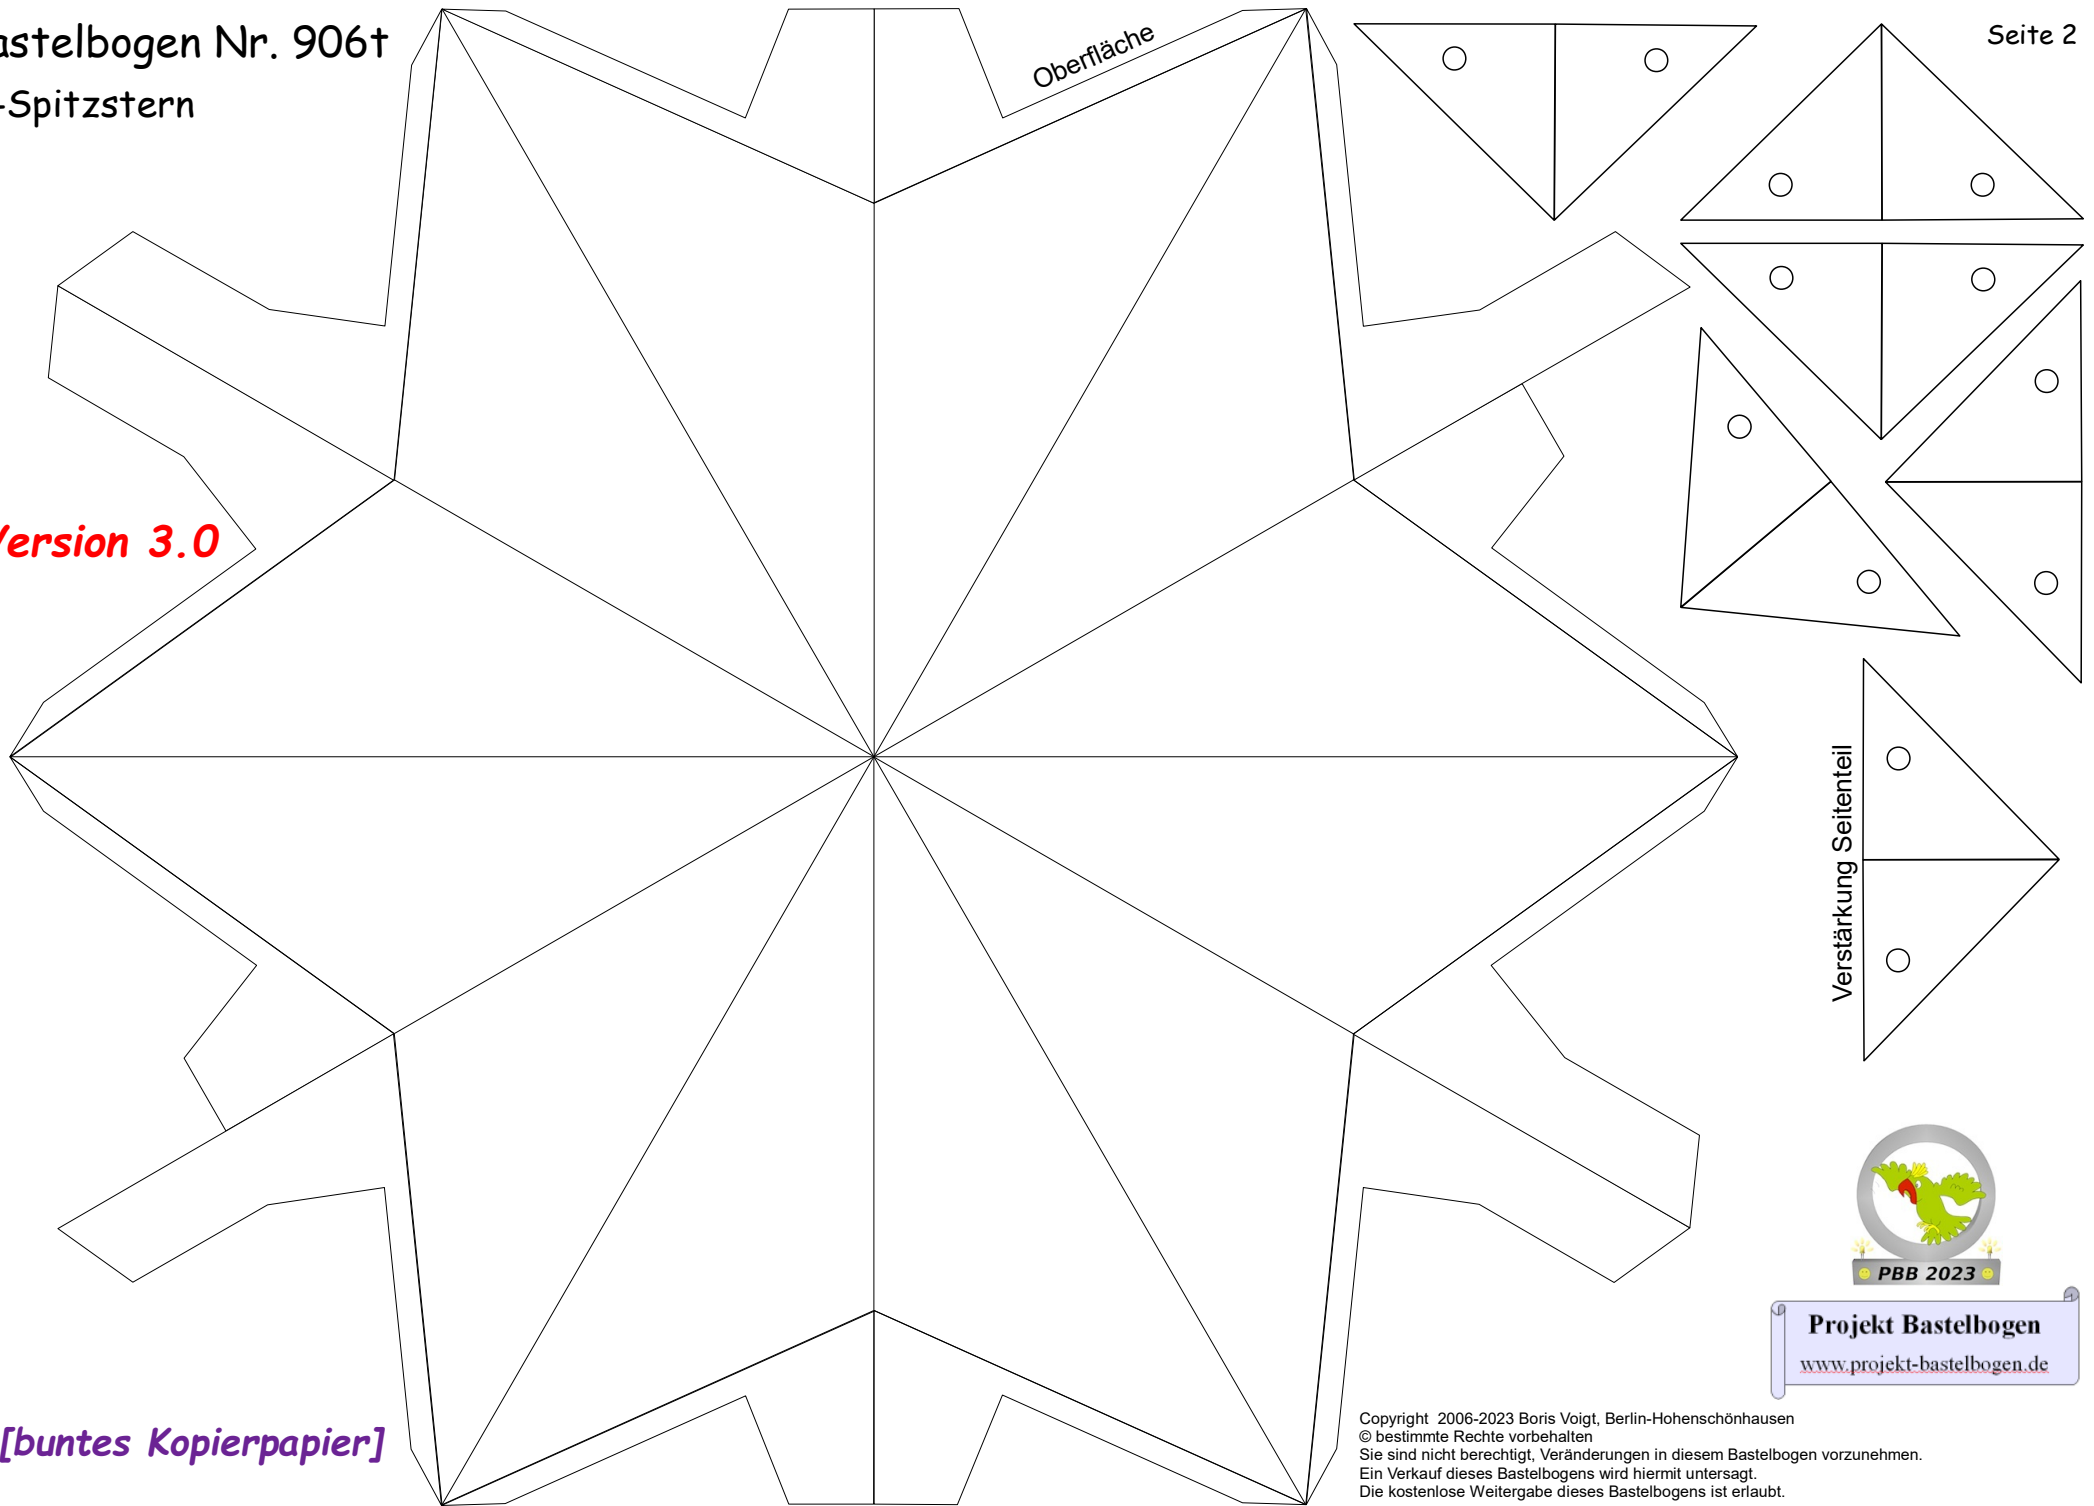 astelbogen Nr. 906t
-Spitzstern
Oberfläche
Seite 2
Version 3.0
Verstärkung Seitenteil
PBB 2023
Projekt Bastelbogen
www.projekt-bastelbogen.de
[buntes Kopierpapier]
Copyright 2006-2023 Boris Voigt, Berlin-Hohenschönhausen
© bestimmte Rechte vorbehalten
Sie sind nicht berechtigt, Veränderungen in diesem Bastelbogen vorzunehmen.
Ein Verkauf dieses Bastelbogens wird hiermit untersagt.
Die kostenlose Weitergabe dieses Bastelbogens ist erlaubt.